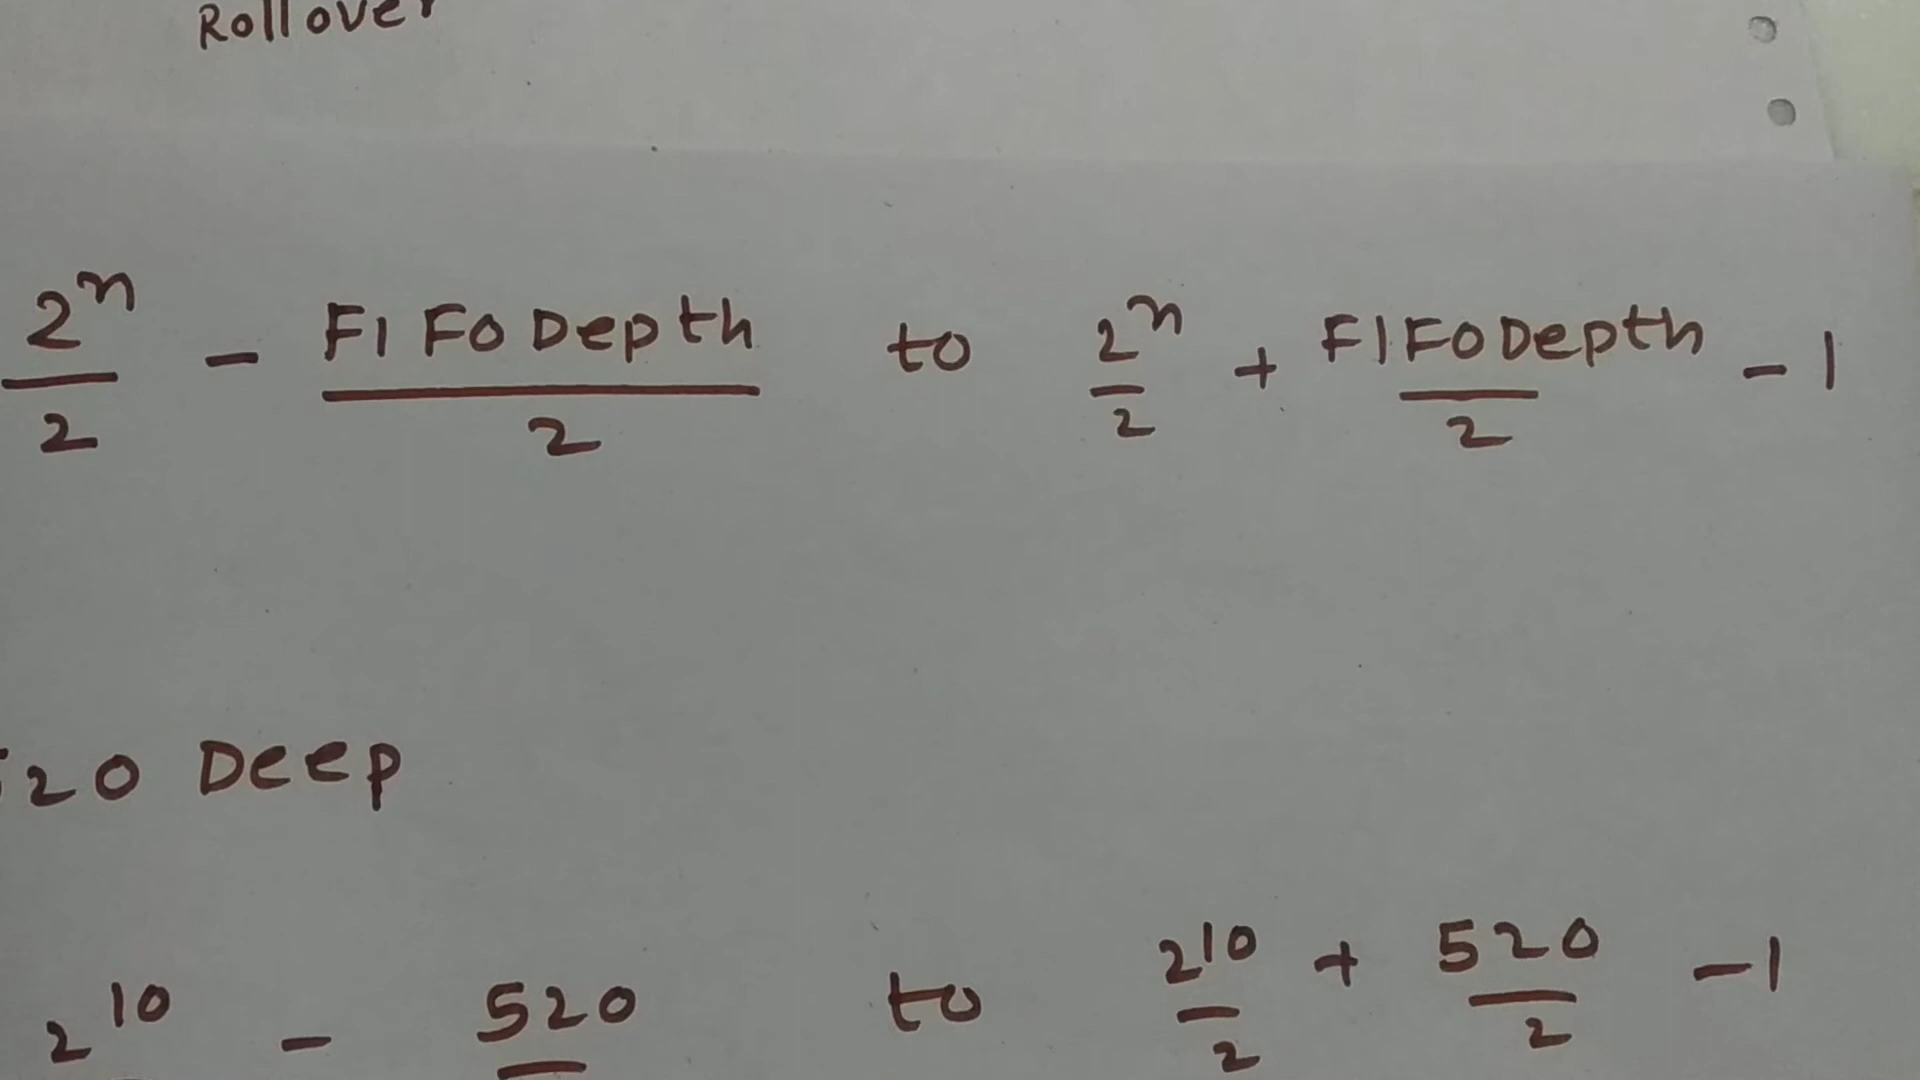 Rollover
2^n/2 - FIFO Depth/2 to 2^n/2 + FIFO Depth/2 - 1
520 Deep
2^10 - 520 to 2^10/2 + 520/2 - 1